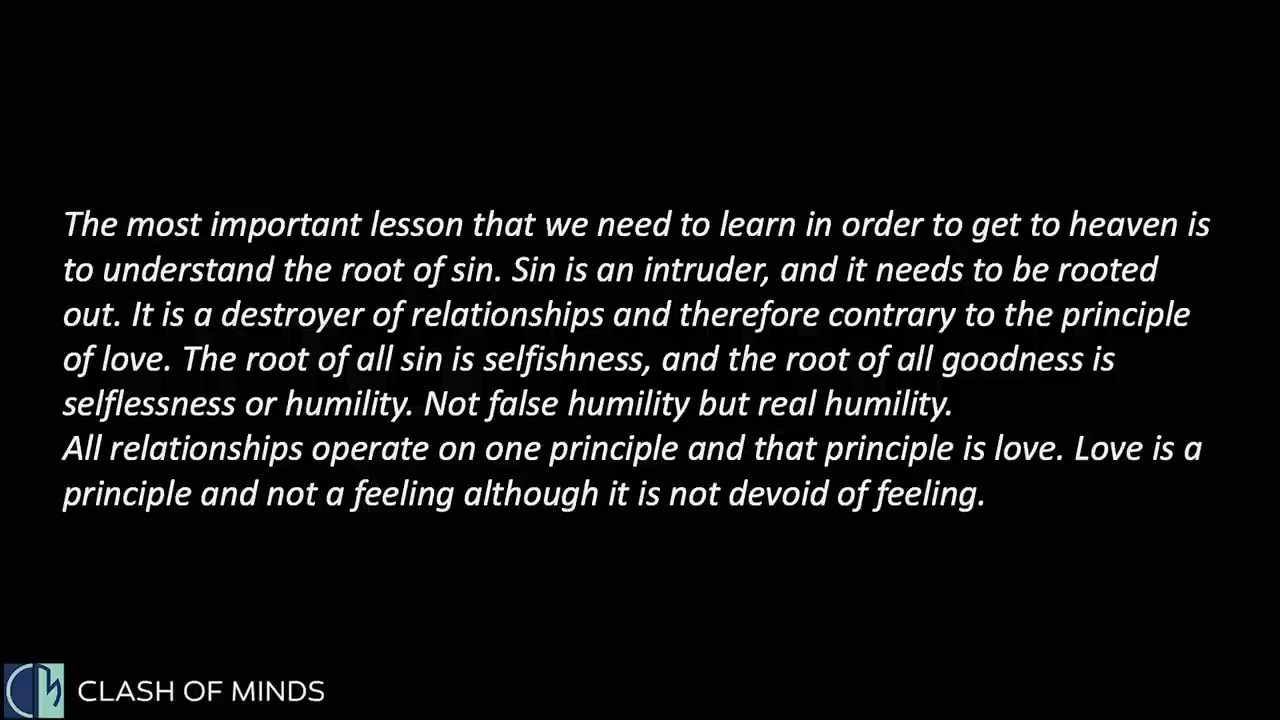 The most important lesson that we need to learn in order to get to heaven is
to understand the root of sin. Sin is an intruder, and it needs to be rooted
out. It is a destroyer of relationships and therefore contrary to the principle
of love. The root of all sin is selfishness, and the root of all goodness is
selflessness or humility. Not false humility but real humility.
All relationships operate on one principle and that principle is love. Love is a
principle and not a feeling although it is not devoid of feeling.
CLASH OF MINDS